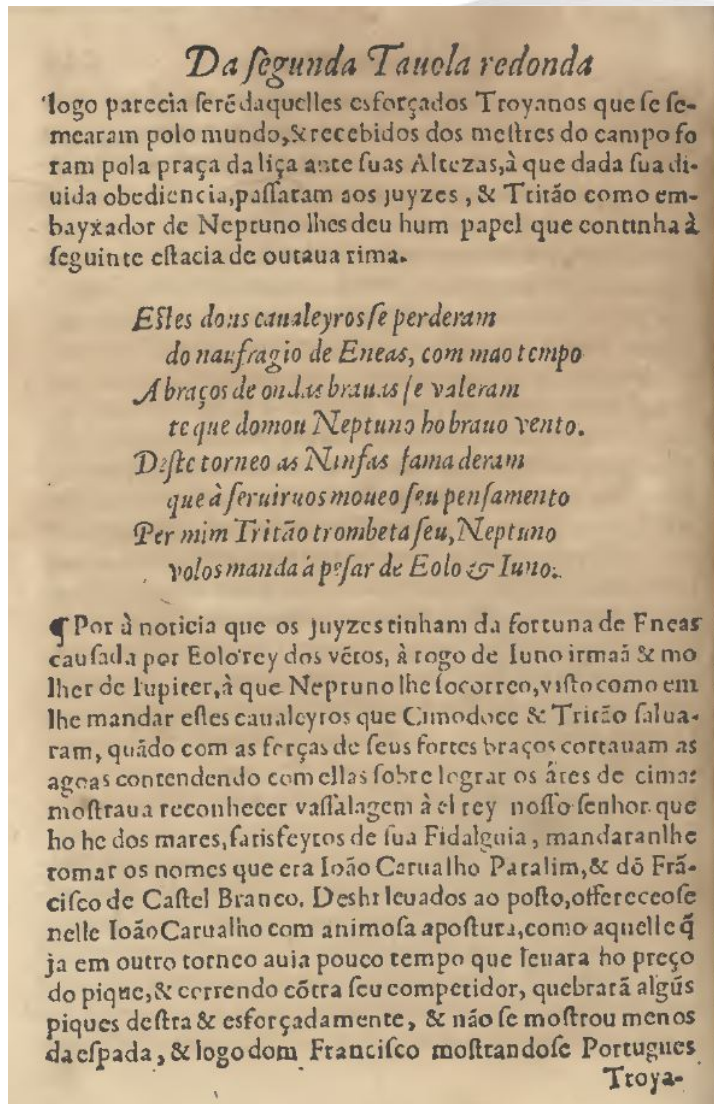 Da ſegunda Tauola redonda
logo parecia ſerẽ daquelles esforçados Troyanos que ſe ſe-
mearam polo mundo, & recebidos dos meſtres do campo fo
ram pola praça da liça ante ſuas Altezas, à que dada ſua di-
uida obediencia, paſſaram aos juyzes, & Tritão como em-
bayxador de Neptuno lhes deu hum papel que continha à
ſeguinte eſtacia de outaua rima.
Eſtes dous caualeyros ſe perderam
do naufragio de Eneas, com mao tempo
A braços de ondas brauas ſe valeram
te que domou Neptuno ho brauo vento.
Deſte torneo as Ninfas fama deram
que à ſeruiruos moueo ſeu penſamento
Per mim Tritão trombeta ſeu, Neptuno
volos manda á peſar de Eolo & Iuno.
¶ Por à noticia que os juyzes tinham da fortuna de Eneas
cauſada por Eolo rey dos vẽtos, à rogo de Iuno irmaã & mo
lher de Iupiter, à que Neptuno lhe ſocorreo, viſto como em
lhe mandar eſtes caualeyros que Cimodoce & Tritão ſalua-
ram, quãdo com as forças de ſeus fortes braços cortauam as
agoas contendendo com ellas ſobre lograr os áres de cima:
moſtraua reconhecer vaſſalagem à el rey noſſo ſenhor que
ho he dos mares, ſatisfeytos de ſua Fidalguia, mandaranlhe
tomar os nomes que era Ioão Carualho Patalim, & dõ Frã-
ciſco de Caſtel Branco. Deshi leuados ao poſto, offereceoſe
nelle Ioão Carualho com animoſa apoſtura, como aquelle q̃
ja em outro torneo auia pouco tempo que leuara ho preço
do pique, & correndo cõtra ſeu competidor, quebrarã algũs
piques deſtra & esforçadamente, & não ſe moſtrou menos
da eſpada, & logo dom Franciſco moſtrandoſe Portugues
Troya-